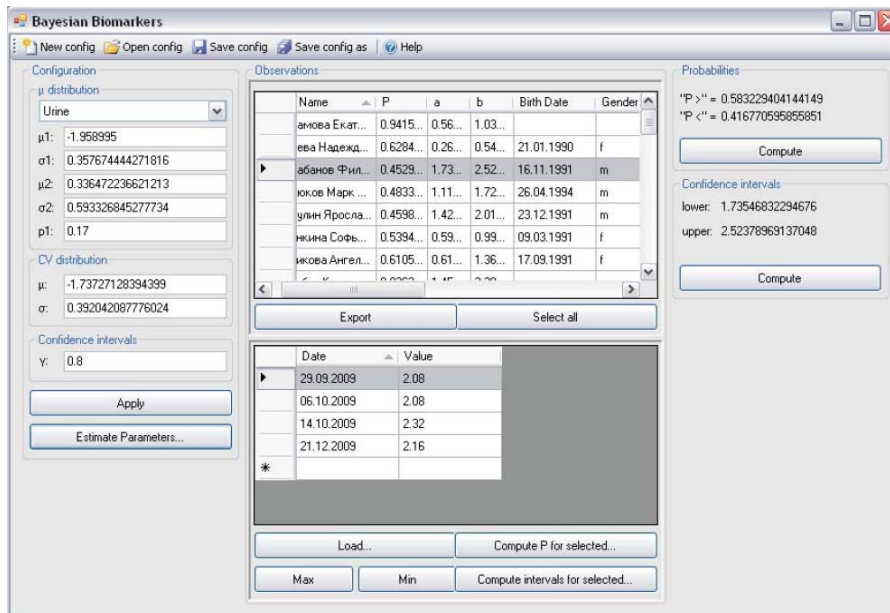 Bayesian Biomarkers
New config Open config Save config Save config as Help
Configuration
μ distribution
Urine
μ1: -1.958995
σ1: 0.357674444271816
μ2: 0.336472236621213
σ2: 0.593326845277734
p1: 0.17
CV distribution
μ: -1.73727128394399
σ: 0.392042087776024
Confidence intervals
γ: 0.8
Apply
Estimate Parameters...
Observations
Name P a b Birth Date Gender
амова Екат... 0.9415... 0.56... 1.03...
ева Надежд... 0.6284... 0.26... 0.54... 21.01.1990 f
абанов Фил... 0.4529... 1.73... 2.52... 16.11.1991 m
юков Марк ... 0.4833... 1.11... 1.72... 26.04.1994 m
улин Яросла... 0.4598... 1.42... 2.01... 23.12.1991 m
нкина Софь... 0.5394... 0.59... 0.99... 09.03.1991 f
икова Ангел... 0.6105... 0.61... 1.36... 17.09.1991 f
Export Select all
Date Value
29.09.2009 2.08
06.10.2009 2.08
14.10.2009 2.32
21.12.2009 2.16
Load... Compute P for selected...
Max Min Compute intervals for selected...
Probabilities
"P >" = 0.583229404144149
"P <" = 0.416770595855851
Compute
Confidence intervals
lower: 1.73546832294676
upper: 2.52378969137048
Compute